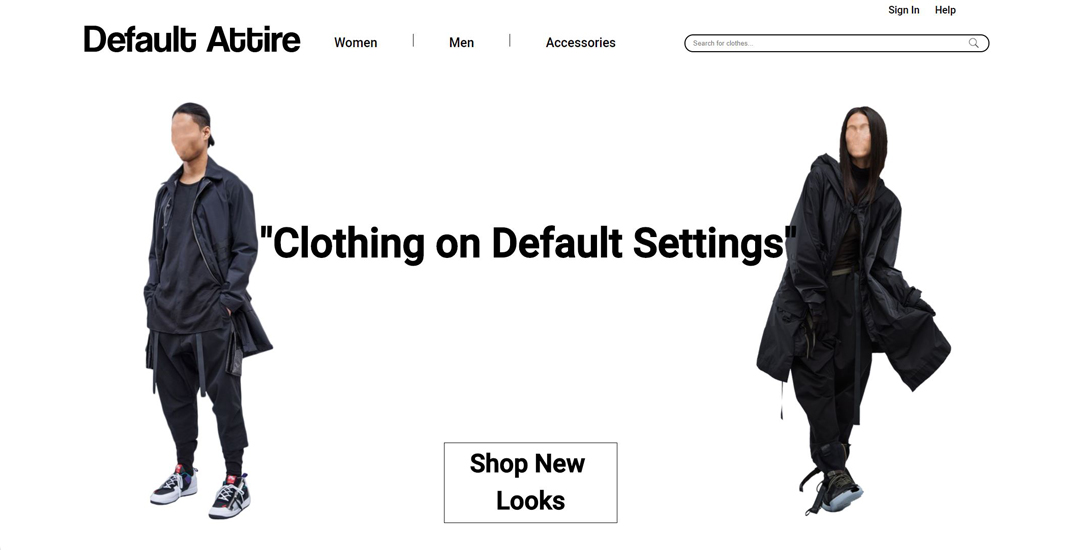 Sign In Help
Default Attire
Women | Men | Accessories
Search for clothes...
"Clothing on Default Settings"
Shop New
Looks